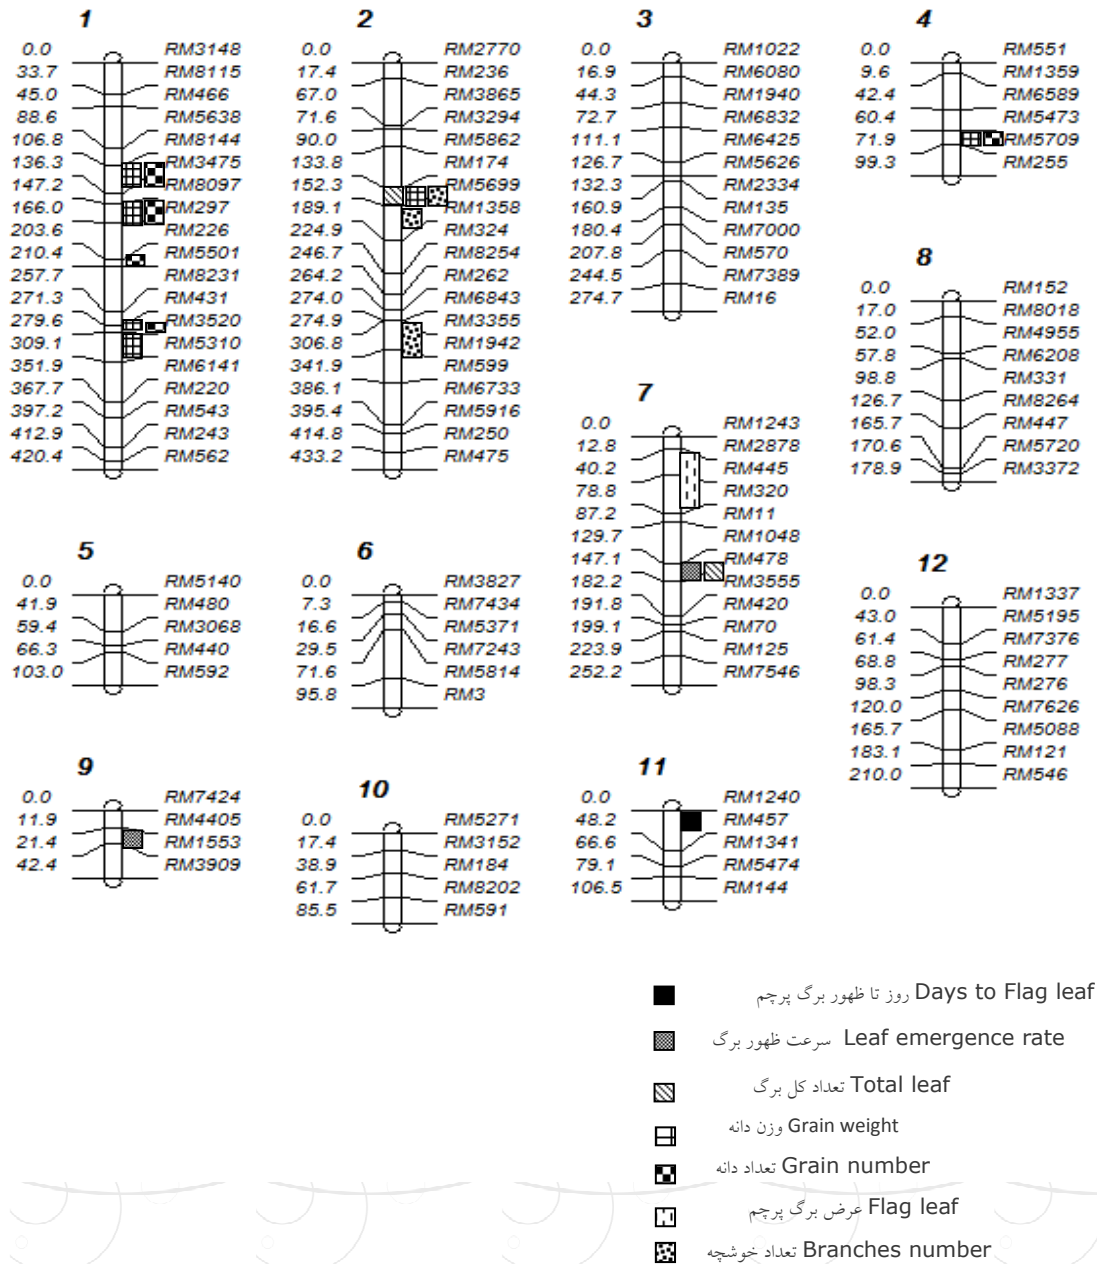 1
0.0 RM3148
33.7 RM8115
45.0 RM466
88.6 RM5638
106.8 RM8144
136.3 RM3475
147.2 RM8097
166.0 RM297
203.6 RM226
210.4 RM5501
257.7 RM8231
271.3 RM431
279.6 RM3520
309.1 RM5310
351.9 RM6141
367.7 RM220
397.2 RM543
412.9 RM243
420.4 RM562
2
0.0 RM2770
17.4 RM236
67.0 RM3865
71.6 RM3294
90.0 RM5862
133.8 RM174
152.3 RM5699
189.1 RM1358
224.9 RM324
246.7 RM8254
264.2 RM262
274.0 RM6843
274.9 RM3355
306.8 RM1942
341.9 RM599
386.1 RM6733
395.4 RM5916
414.8 RM250
433.2 RM475
3
0.0 RM1022
16.9 RM6080
44.3 RM1940
72.7 RM6832
111.1 RM6425
126.7 RM5626
132.3 RM2334
160.9 RM135
180.4 RM7000
207.8 RM570
244.5 RM7389
274.7 RM16
4
0.0 RM551
9.6 RM1359
42.4 RM6589
60.4 RM5473
71.9 RM5709
99.3 RM255
8
0.0 RM152
17.0 RM8018
52.0 RM4955
57.8 RM6208
98.8 RM331
126.7 RM8264
165.7 RM447
170.6 RM5720
178.9 RM3372
7
0.0 RM1243
12.8 RM2878
40.2 RM445
78.8 RM320
87.2 RM11
129.7 RM1048
147.1 RM478
182.2 RM3555
191.8 RM420
199.1 RM70
223.9 RM125
252.2 RM7546
5
0.0 RM5140
41.9 RM480
59.4 RM3068
66.3 RM440
103.0 RM592
6
0.0 RM3827
7.3 RM7434
16.6 RM5371
29.5 RM7243
71.6 RM5814
95.8 RM3
12
0.0 RM1337
43.0 RM5195
61.4 RM7376
68.8 RM277
98.3 RM276
120.0 RM7626
165.7 RM5088
183.1 RM121
210.0 RM546
9
0.0 RM7424
11.9 RM4405
21.4 RM1553
42.4 RM3909
10
0.0 RM5271
17.4 RM3152
38.9 RM184
61.7 RM8202
85.5 RM591
11
0.0 RM1240
48.2 RM457
66.6 RM1341
79.1 RM5474
106.5 RM144
روز تا ظهور برگ پرچم Days to Flag leaf
سرعت ظهور برگ Leaf emergence rate
تعداد کل برگ Total leaf
وزن دانه Grain weight
تعداد دانه Grain number
عرض برگ پرچم Flag leaf
تعداد خوشچه Branches number